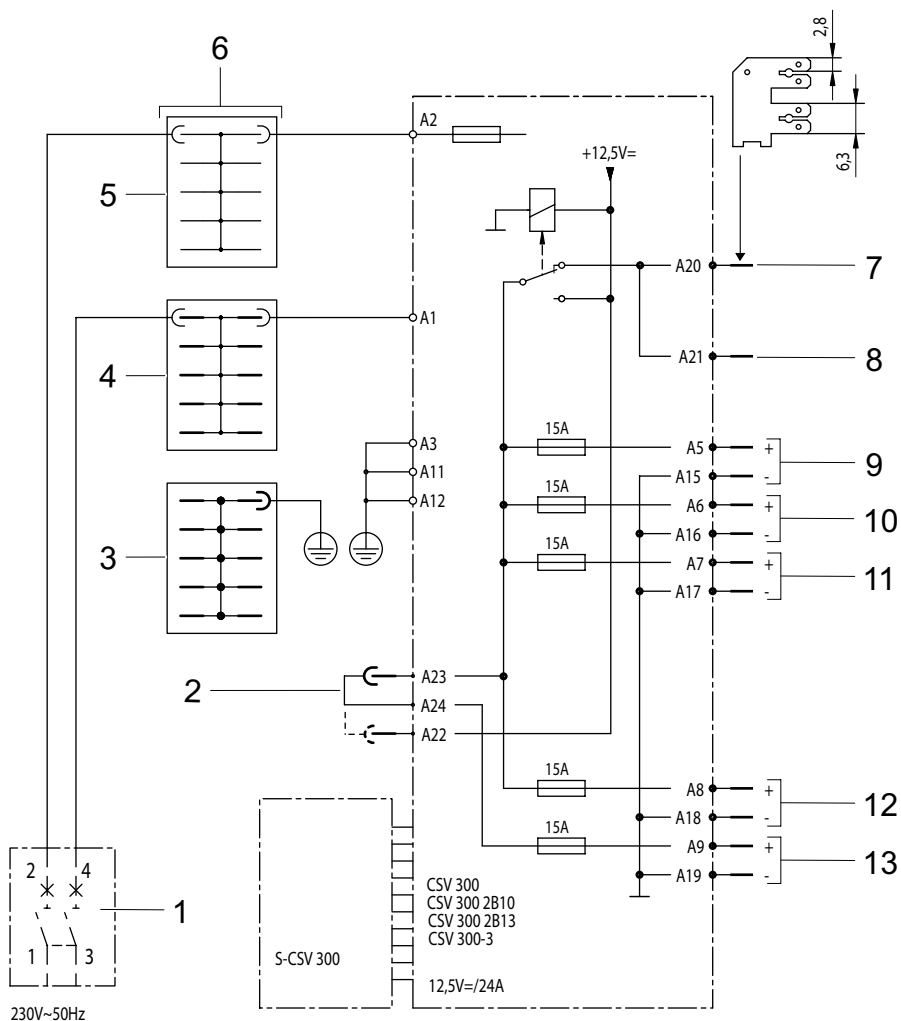 2,8
6
A2
+12,5V=
6,3
5
A20
7
A1
4
A21
8
15A
A3
A5
+
9
A11
A15
-
15A
A12
A6
+
10
A16
-
3
15A
A7
+
11
A17
-
A23
2
A24
A22
15A
A8
+
12
A18
-
15A
A9
+
13
A19
-
2 4
1
1 3
CSV 300
CSV 300 2B10
CSV 300 2B13
CSV 300-3
S-CSV 300
12,5V=/24A
230V~50Hz